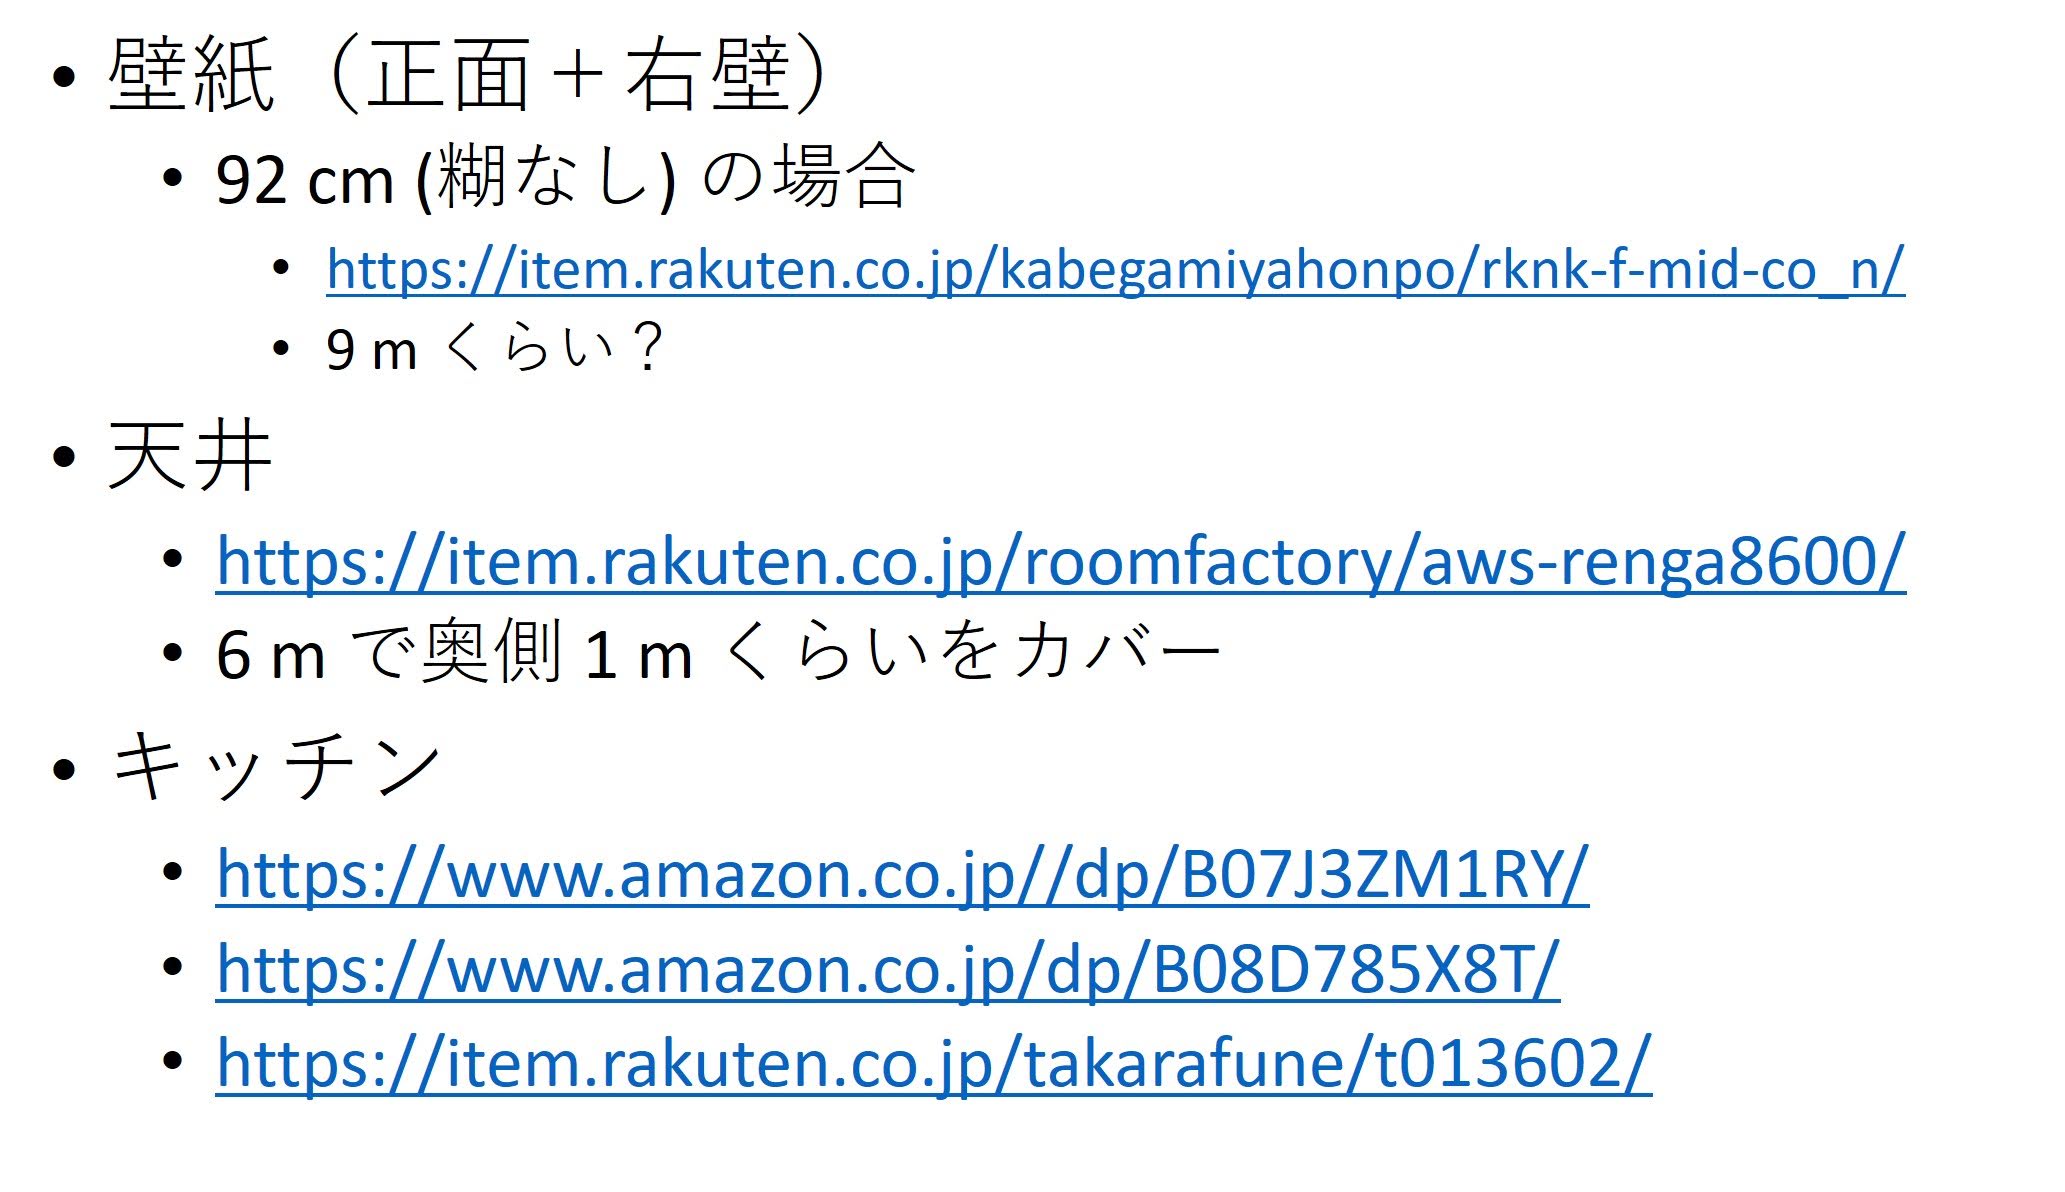 • 壁紙（正面＋右壁）
• 92 cm (糊なし) の場合
• https://item.rakuten.co.jp/kabegamiyahonpo/rknk-f-mid-co_n/
• 9 m くらい？
• 天井
• https://item.rakuten.co.jp/roomfactory/aws-renga8600/
• 6 m で奥側 1 m くらいをカバー
• キッチン
• https://www.amazon.co.jp//dp/B07J3ZM1RY/
• https://www.amazon.co.jp/dp/B08D785X8T/
• https://item.rakuten.co.jp/takarafune/t013602/